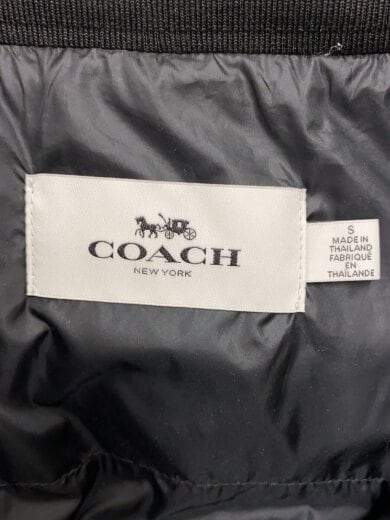 COACH
NEW YORK
S
MADE IN
THAILAND
FABRIQUÉ
EN
THAÏLANDE